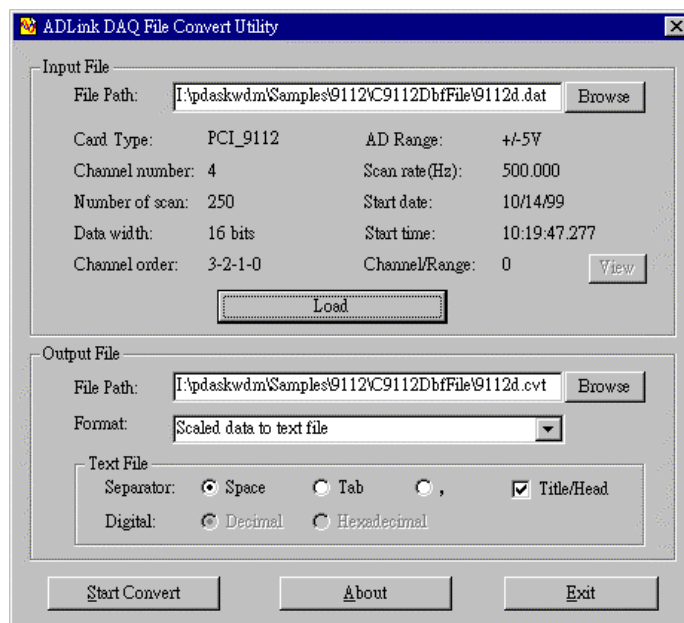 ADLink DAQ File Convert Utility
Input File
File Path: I:\pdaskwdm\Samples\9112\C9112DbfFile\9112d.dat Browse
Card Type: PCI_9112 AD Range: +/-5V
Channel number: 4 Scan rate(Hz): 500.000
Number of scan: 250 Start date: 10/14/99
Data width: 16 bits Start time: 10:19:47.277
Channel order: 3-2-1-0 Channel/Range: 0 View
Load
Output File
File Path: I:\pdaskwdm\Samples\9112\C9112DbfFile\9112d.cvt Browse
Format: Scaled data to text file
Text File
Separator: Space Tab , Title/Head
Digital: Decimal Hexadecimal
Start Convert About Exit